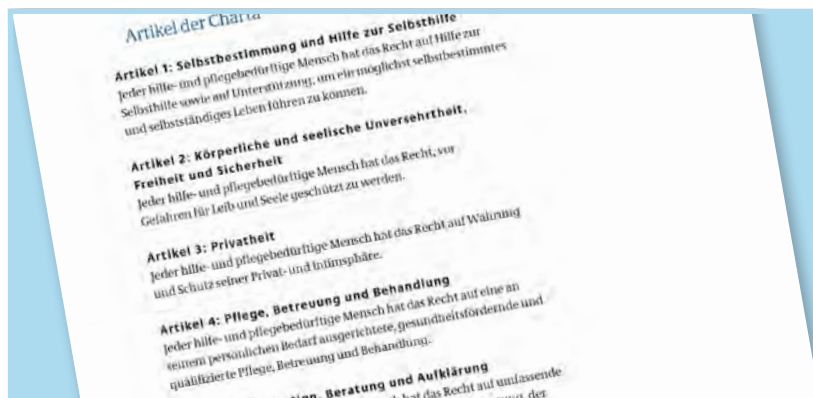 Artikel der Charta
Artikel 1: Selbstbestimmung und Hilfe zur Selbsthilfe
Jeder hilfe- und pflegebedürftige Mensch hat das Recht auf Hilfe zur
Selbsthilfe sowie auf Unterstützung, um ein möglichst selbstbestimmtes
und selbstständiges Leben führen zu können.
Artikel 2: Körperliche und seelische Unversehrtheit,
Freiheit und Sicherheit
Jeder hilfe- und pflegebedürftige Mensch hat das Recht, vor
Gefahren für Leib und Seele geschützt zu werden.
Artikel 3: Privatheit
Jeder hilfe- und pflegebedürftige Mensch hat das Recht auf Wahrung
und Schutz seiner Privat- und Intimsphäre.
Artikel 4: Pflege, Betreuung und Behandlung
Jeder hilfe- und pflegebedürftige Mensch hat das Recht auf eine an
seinem persönlichen Bedarf ausgerichtete, gesundheitsfördernde und
qualifizierte Pflege, Betreuung und Behandlung.
Beratung und Aufklärung
hat das Recht auf umfassende
der